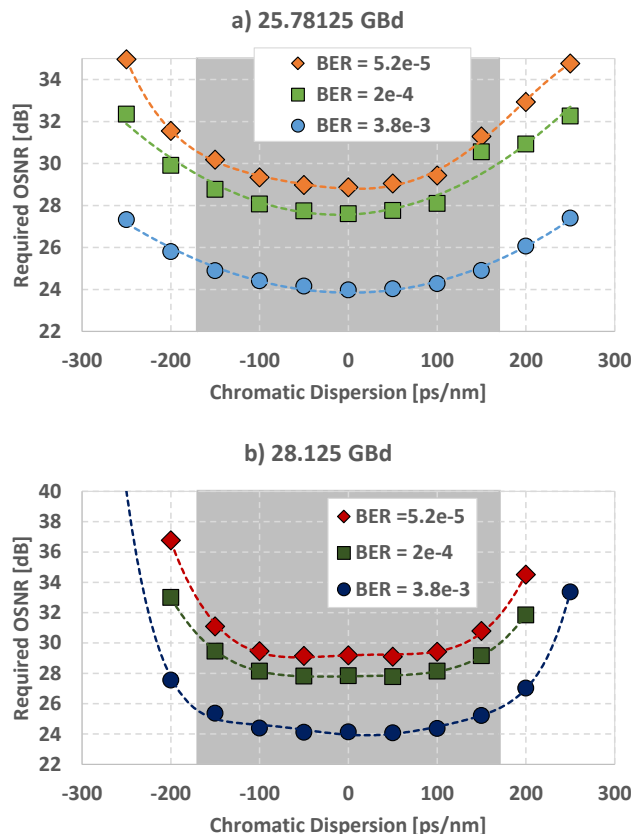 a) 25.78125 GBd
Required OSNR [dB]
34
32
30
28
26
24
22
BER = 5.2e-5
BER = 2e-4
BER = 3.8e-3
-300 -200 -100 0 100 200 300
Chromatic Dispersion [ps/nm]
b) 28.125 GBd
Required OSNR [dB]
40
38
36
34
32
30
28
26
24
22
BER =5.2e-5
BER = 2e-4
BER = 3.8e-3
-300 -200 -100 0 100 200 300
Chromatic Dispersion [ps/nm]